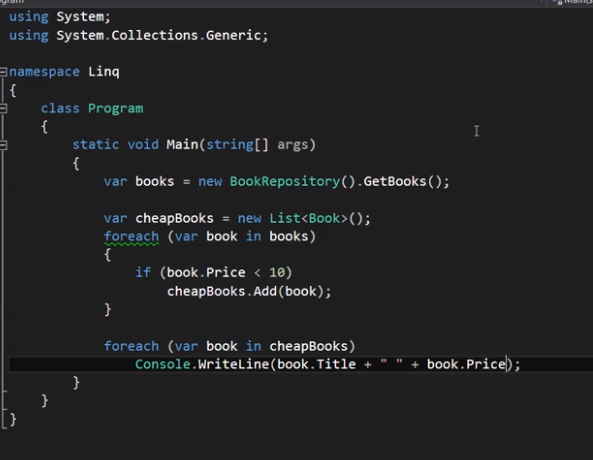 using System;
using System.Collections.Generic;
namespace Linq
{
class Program
{
static void Main(string[] args)
{
var books = new BookRepository().GetBooks();
var cheapBooks = new List<Book>();
foreach (var book in books)
{
if (book.Price < 10)
cheapBooks.Add(book);
}
foreach (var book in cheapBooks)
Console.WriteLine(book.Title + " " + book.Price);
}
}
}